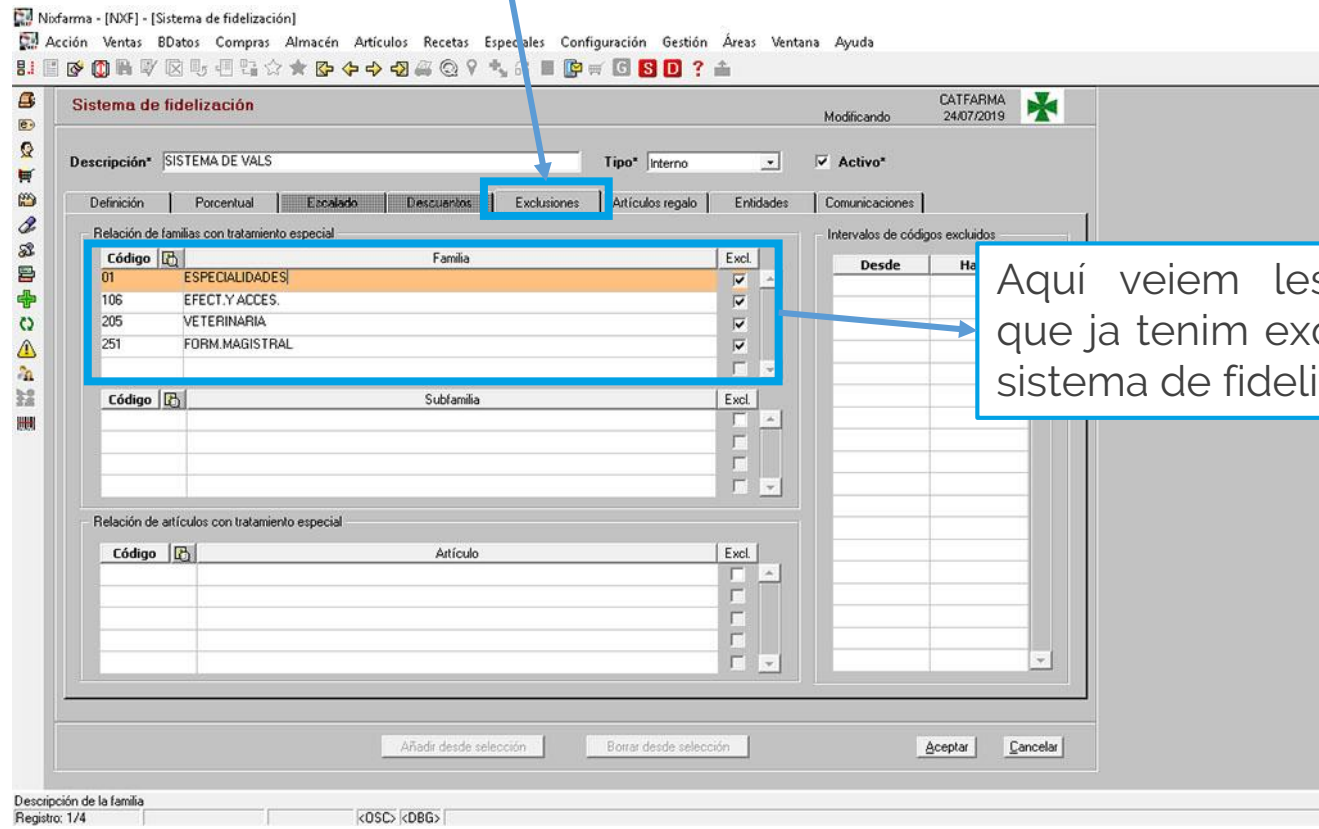 Nixfarma - [NXF] - [Sistema de fidelización]
Acción Ventas BDatos Compras Almacén Artículos Recetas Especiales Configuración Gestión Áreas Ventana Ayuda
G S D ?
Sistema de fidelización
Modificando
CATFARMA
24/07/2019
Descripción* SISTEMA DE VALS Tipo* Interno Activo*
Definición Porcentual Escalado Descuentos Exclusiones Artículos regalo Entidades Comunicaciones
Relación de familias con tratamiento especial
Código Familia Excl.
01 ESPECIALIDADES
106 EFECT.Y ACCES.
205 VETERINARIA
251 FORM.MAGISTRAL
Código Subfamilia Excl.
Relación de artículos con tratamiento especial
Código Artículo Excl.
Intervalos de códigos excluidos
Desde Ha
Aquí veiem les
que ja tenim exc
sistema de fideli
Añadir desde selección Borrar desde selección Aceptar Cancelar
Descripción de la familia
Registro: 1/4 <OSC> <DBG>